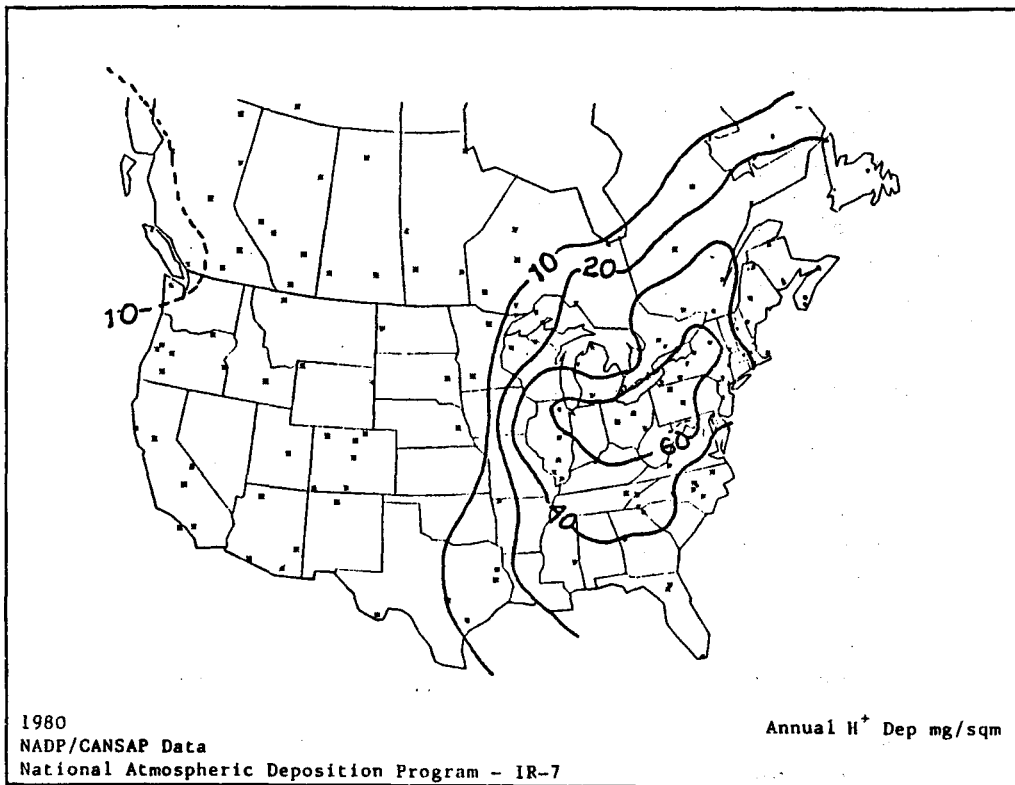 10
20
10
60
40
1980
NADP/CANSAP Data
National Atmospheric Deposition Program - IR-7
Annual H⁺ Dep mg/sqm